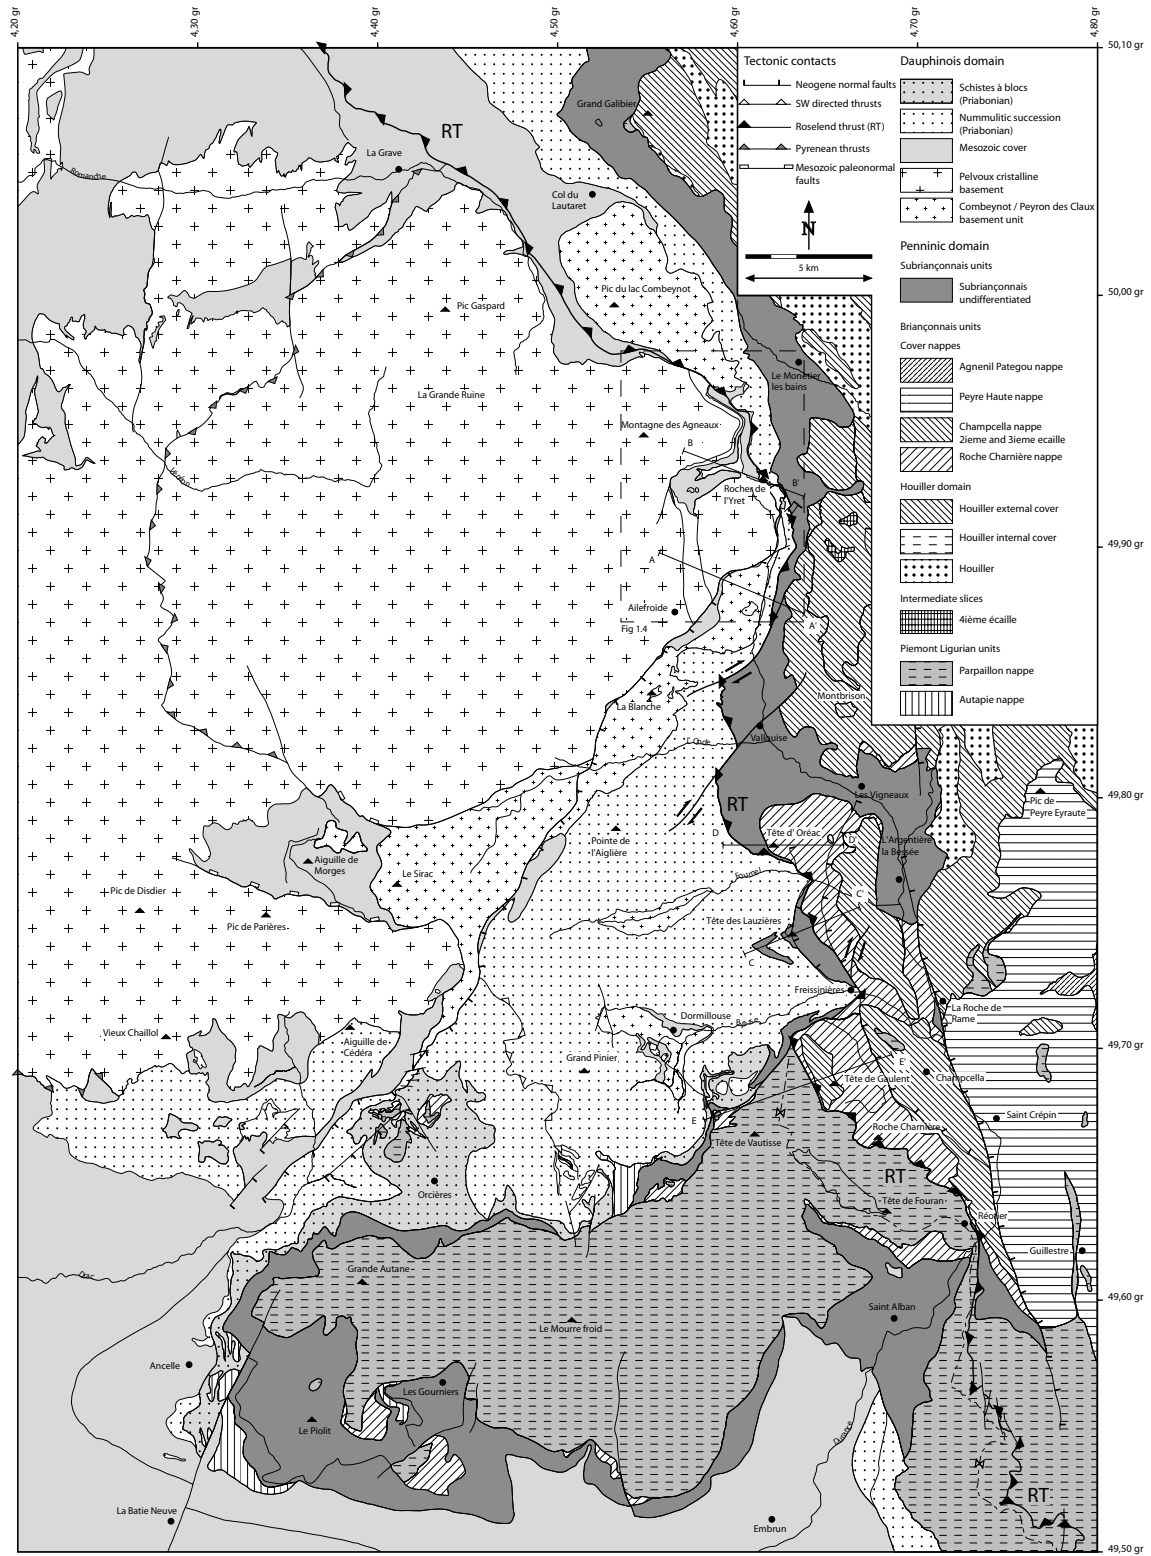 4,20 gr
4,30 gr
4,40 gr
4,50 gr
4,60 gr
4,70 gr
4,80 gr
50,10 gr
50,00 gr
49,90 gr
49,80 gr
49,70 gr
49,60 gr
49,50 gr
Tectonic contacts
Neogene normal faults
SW directed thrusts
Roselend thrust (RT)
Pyrenean thrusts
Mesozoic paleonormal
faults
N
5 km
Dauphinois domain
Schistes à blocs
(Priabonian)
Nummulitic succession
(Priabonian)
Mesozoic cover
Pelvoux cristalline
basement
Combeynot / Peyron des Claux
basement unit
Penninic domain
Subriançonnais units
Subriançonnais
undifferentiated
Briançonnais units
Cover nappes
Agnenil Pategou nappe
Peyre Haute nappe
Champcella nappe
2ieme and 3ieme ecaille
Roche Charnière nappe
Houiller domain
Houiller external cover
Houiller internal cover
Houiller
Intermediate slices
4ième écaille
Piemont Ligurian units
Parpaillon nappe
Autapie nappe
Grand Galibier
RT
La Grave
Romanche
Col du
Lautaret
Pic du lac Combeynot
Pic Gaspard
Le Monetier
les bains
La Grande Ruine
Montagne des Agneaux
B
B'
Rocher de
l'Yret
A
A'
Ailefroide
Fig 1.4
La Blanche
Montbrison
Vallouise
L'Onde
Les Vigneaux
Pic de
Peyre Eyraute
RT
D
Tête d' Oréac
D'
L'Argentière
la Bessée
Pointe de
l'Aiglière
Aiguille de
Morges
Le Sirac
Fournel
Pic de Disdier
Pic de Parières
C'
Tête des Lauzières
C
Freissinières
La Roche de
Rame
Dormillouse
Vieux Chaillol
Aiguille de
Cédéra
Grand Pinier
E'
Champcella
Tête de Gaulent
E
Saint Crépin
Roche Charnière
Tête de Vautisse
RT
Orcières
Tête de Fouran
Réotier
Guillestre
Drac
Grande Autane
Saint Alban
Le Mourre froid
Ancelle
Les Gourniers
Le Piolit
Durance
RT
La Batie Neuve
Embrun